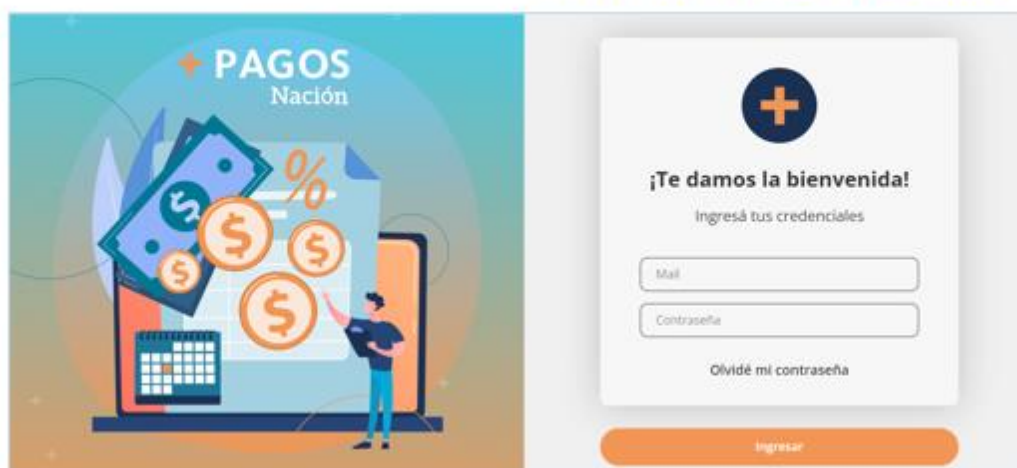 + PAGOS
Nación
%
$
$
$
$
$
¡Te damos la bienvenida!
Ingresá tus credenciales
Mail
Contraseña
Olvidé mi contraseña
Ingresar